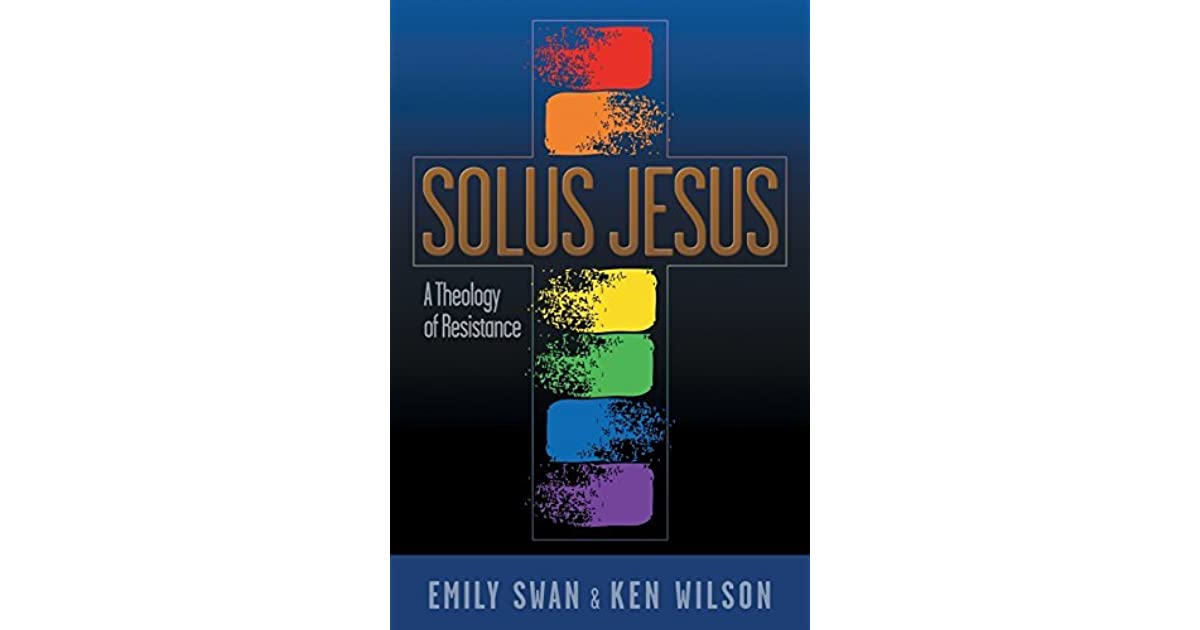 SOLUS JESUS
A Theology
of Resistance
EMILY SWAN & KEN WILSON